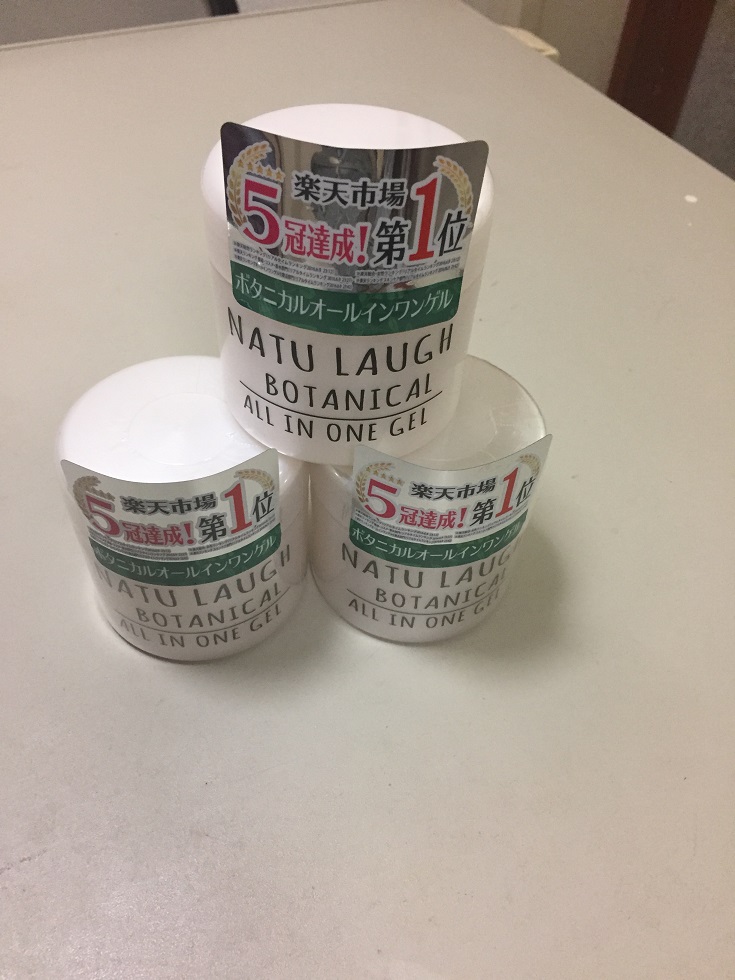 楽天市場
5冠達成!第1位
ボタニカルオールインワンゲル
NATU LAUGH
BOTANICAL
ALL IN ONE GEL
楽天市場
5冠達成!第1位
ボタニカルオールインワンゲル
NATU LAUGH
BOTANICAL
ALL IN ONE GEL
楽天市場
5冠達成!第1位
ボタニカルオールインワンゲル
NATU LAUGH
BOTANICAL
ALL IN ONE GEL